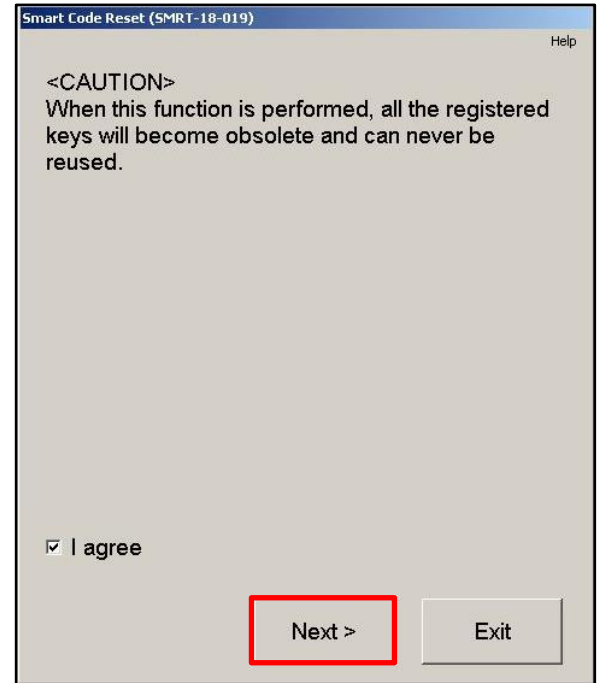 Smart Code Reset (SMRT-18-019)
Help
<CAUTION>
When this function is performed, all the registered
keys will become obsolete and can never be
reused.
I agree
Next >
Exit